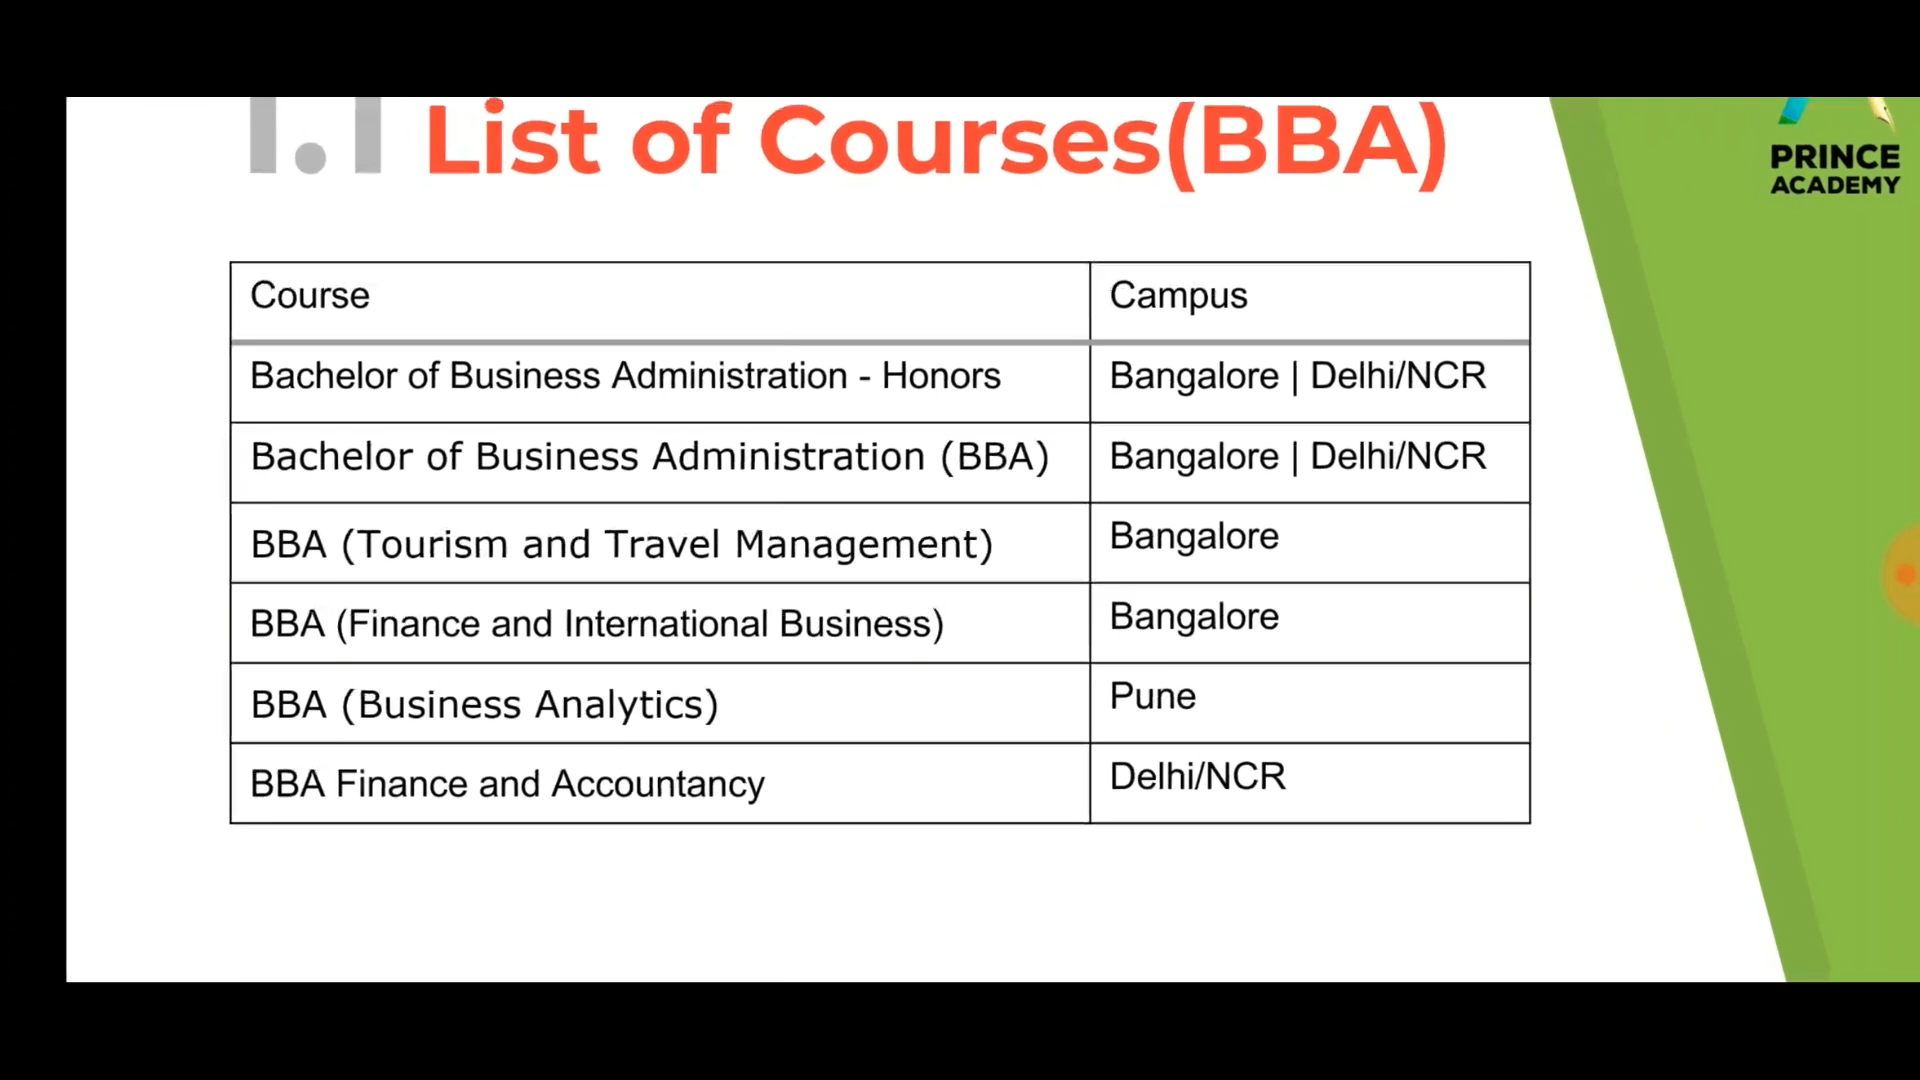 1.1 List of Courses(BBA)
PRINCE
ACADEMY
Course Campus
Bachelor of Business Administration - Honors Bangalore | Delhi/NCR
Bachelor of Business Administration (BBA) Bangalore | Delhi/NCR
BBA (Tourism and Travel Management) Bangalore
BBA (Finance and International Business) Bangalore
BBA (Business Analytics) Pune
BBA Finance and Accountancy Delhi/NCR